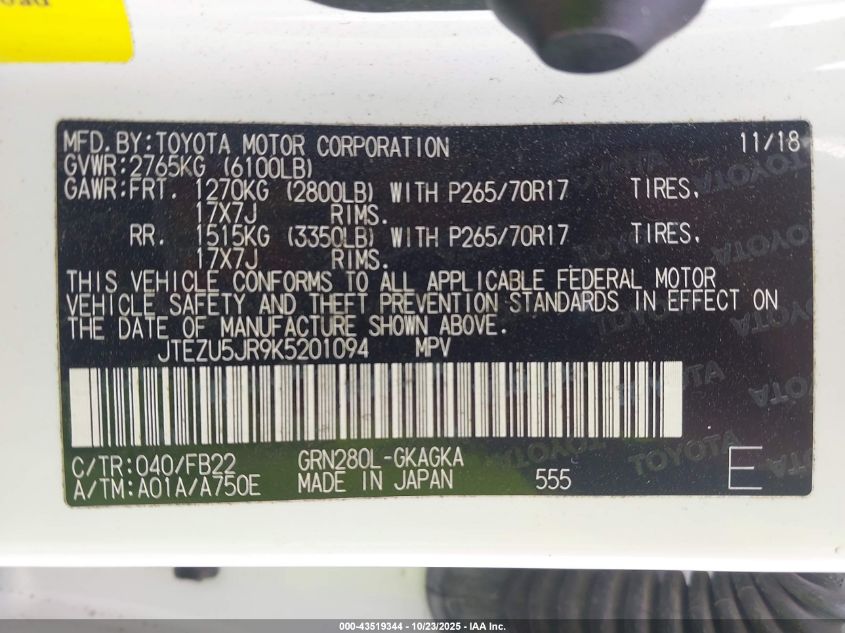 MFD.BY:TOYOTA MOTOR CORPORATION 11/18
GVWR:2765KG (6100LB)
GAWR:FRT. 1270KG (2800LB) WITH P265/70R17 TIRES,
17X7J RIMS.
RR. 1515KG (3350LB) WITH P265/70R17 TIRES,
17X7J RIMS.
THIS VEHICLE CONFORMS TO ALL APPLICABLE FEDERAL MOTOR
VEHICLE SAFETY AND THEFT PREVENTION STANDARDS IN EFFECT ON
THE DATE OF MANUFACTURE SHOWN ABOVE.
JTEZU5JR9K5201094 MPV
C/TR:040/FB22 GRN280L-GKAGKA
A/TM:A01A/A750E MADE IN JAPAN 555 E
000-43519344 - 10/23/2025 - IAA Inc.